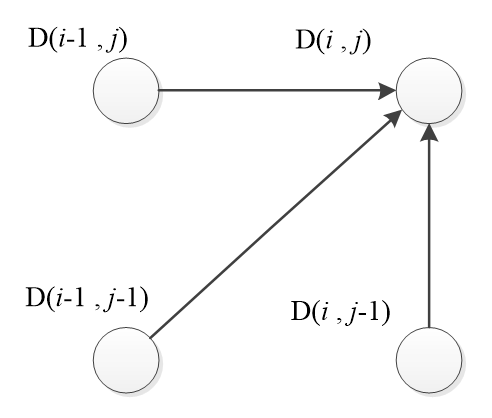 D(i-1 , j)
D(i , j)
D(i-1 , j-1)
D(i , j-1)